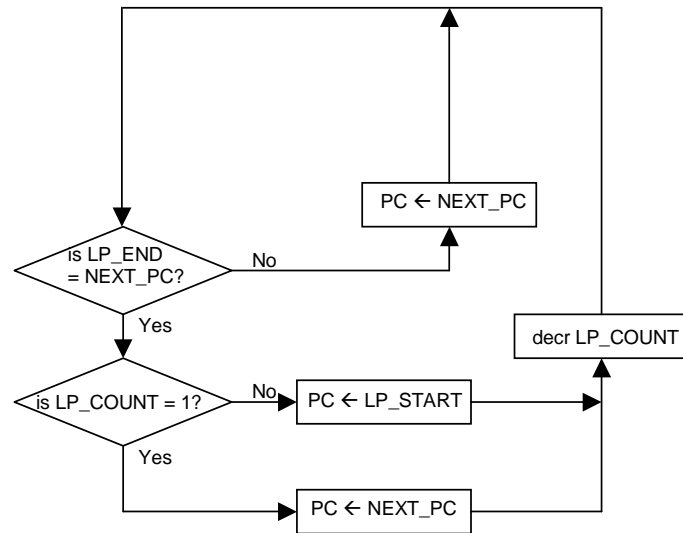 PC ← NEXT_PC
is LP_END
= NEXT_PC?
No
Yes
decr LP_COUNT
is LP_COUNT = 1?
No
PC ← LP_START
Yes
PC ← NEXT_PC